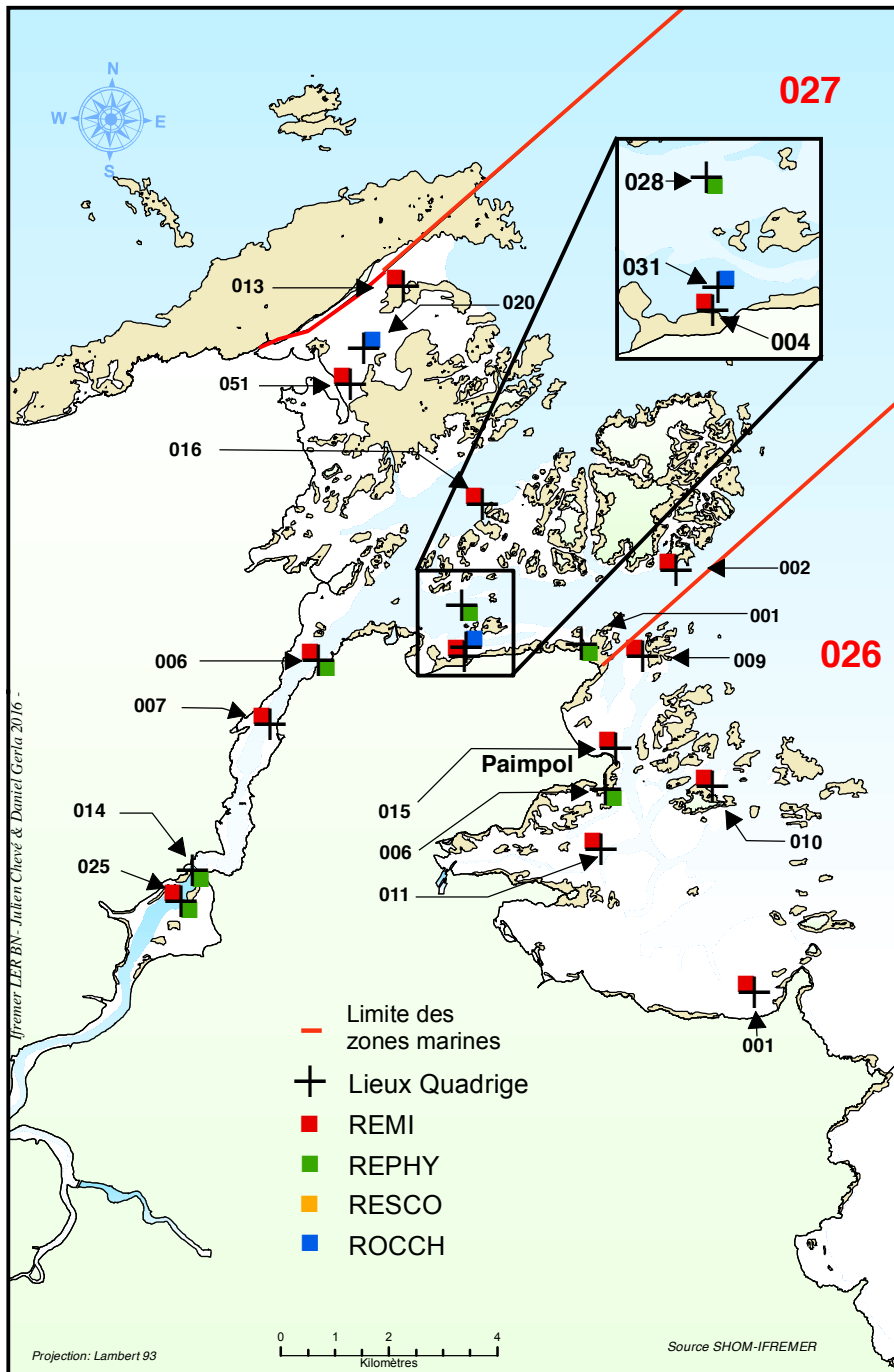 N
W
E
S
027
028
031
004
013
020
051
016
002
001
006
009
026
007
Paimpol
015
014
006
010
025
011
001
Ifremer LER BN- Julien Chevé & Daniel Gerla 2016 -
Limite des
zones marines
Lieux Quadrige
REMI
REPHY
RESCO
ROCCH
0 1 2 4
Kilomètres
Projection: Lambert 93
Source SHOM-IFREMER